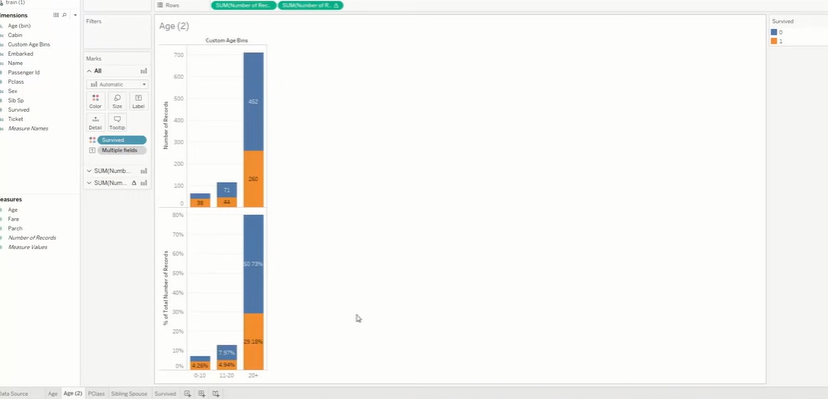 train (1)
Rows
SUM(Number of Rec..
SUM(Number of R..
Dimensions
Age (bin)
Cabin
Custom Age Bins
Embarked
Name
Passenger Id
Pclass
Sex
Sib Sp
Survived
Ticket
Measure Names
Measures
Age
Fare
Parch
Number of Records
Measure Values
Filters
Marks
All
Automatic
Color
Size
Label
Detail
Tooltip
Survived
Multiple fields
SUM(Numb...
SUM(Num...
Age (2)
Custom Age Bins
Number of Records
700
600
500
400
300
200
100
0
452
260
71
44
38
% of Total Number of Records
80%
70%
60%
50%
40%
30%
20%
10%
0%
50.73%
29.18%
7.97%
4.94%
4.26%
0-10
11-20
20+
Survived
0
1
Data Source
Age
Age (2)
PClass
Sibling Spouse
Survived